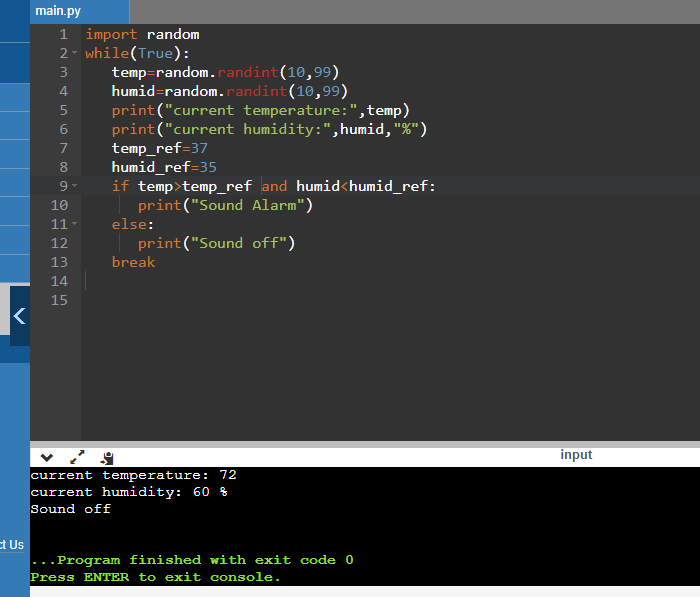 main.py
1 import random
2 while(True):
3 temp=random.randint(10,99)
4 humid=random.randint(10,99)
5 print("current temperature:",temp)
6 print("current humidity:",humid,"%")
7 temp_ref=37
8 humid_ref=35
9 if temp>temp_ref and humid<humid_ref:
10 print("Sound Alarm")
11 else:
12 print("Sound off")
13 break
14
15
input
current temperature: 72
current humidity: 60 %
Sound off
ct Us
...Program finished with exit code 0
Press ENTER to exit console.